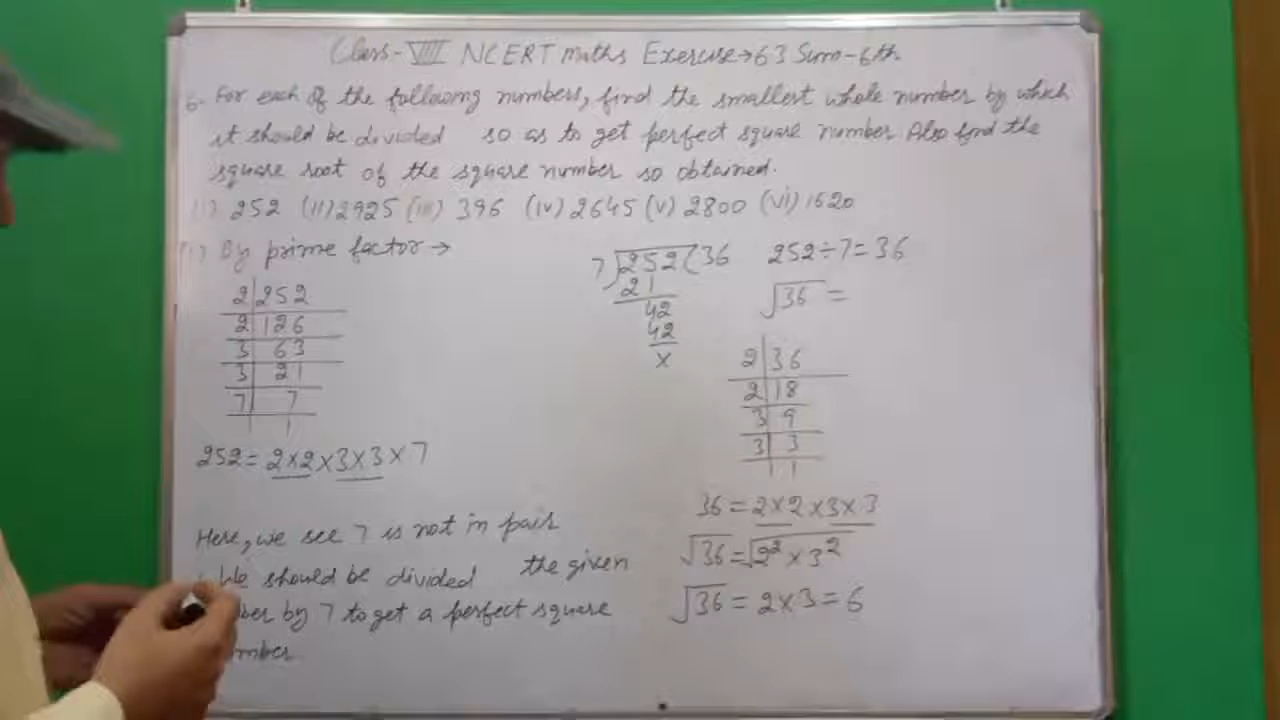 Class-VIII NCERT Maths Exercise→6 3 Sum-6th.
6. For each of the following numbers, find the smallest whole number by which
it should be divided so as to get perfect square number. Also find the
square root of the square number so obtained.
(i) 252 (ii) 2925 (iii) 396 (iv) 2645 (v) 2800 (vi) 1620
(i) By prime factor →
2|252
2|126
3|63
3|21
7|7
1
252 = 2×2×3×3×7
Here, we see 7 is not in pair
We should be divided the given
by 7 to get a perfect square
7)252(36
21
42
42
x
252÷7=36
√36 =
2|36
2|18
3|9
3|3
1
36 = 2×2×3×3
√36 = √2²×3²
√36 = 2×3=6